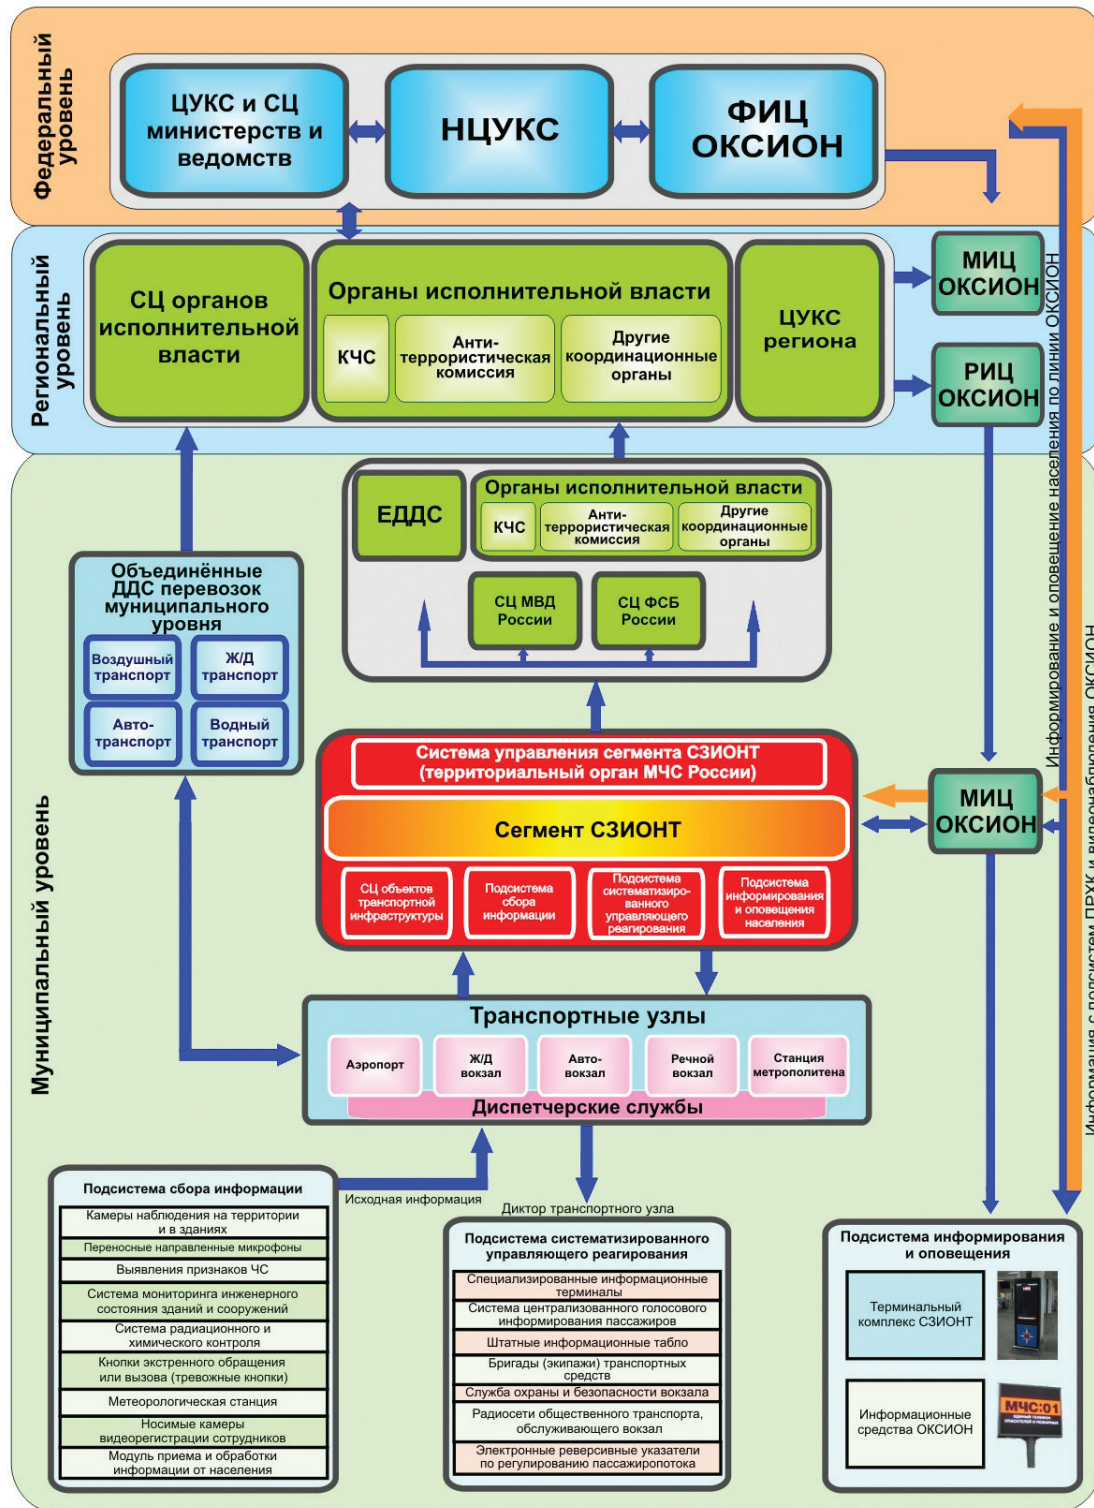 Федеральный
уровень
ЦУКС и СЦ
министерств и
ведомств
НЦУКС
ФИЦ
ОКСИОН
Региональный
уровень
СЦ органов
исполнительной
власти
Органы исполнительной власти
КЧС
Анти-
террористическая
комиссия
Другие
координационные
органы
ЦУКС
региона
МИЦ
ОКСИОН
РИЦ
ОКСИОН
Информирование и оповещение населения по линии ОКСИОН
Информация с подсистем ПРХК и видеонаблюдения ОКСИОН
Муниципальный уровень
ЕДДС
Органы исполнительной власти
КЧС
Анти-
террористическая
комиссия
Другие
координационные
органы
СЦ МВД
России
СЦ ФСБ
России
Объединённые
ДДС перевозок
муниципального
уровня
Воздушный
транспорт
Ж/Д
транспорт
Авто-
транспорт
Водный
транспорт
Система управления сегмента СЗИОНТ
(территориальный орган МЧС России)
Сегмент СЗИОНТ
СЦ объектов
транспортной
инфраструктуры
Подсистема
сбора
информации
Подсистема
систематизиро-
ванного
управляющего
реагирования
Подсистема
информирования
и оповещения
населения
МИЦ
ОКСИОН
Транспортные узлы
Аэропорт
Ж/Д
вокзал
Авто-
вокзал
Речной
вокзал
Станция
метрополитена
Диспетчерские службы
Исходная информация
Диктор транспортного узла
Подсистема сбора информации
Камеры наблюдения на территории
и в зданиях
Переносные направленные микрофоны
Выявления признаков ЧС
Система мониторинга инженерного
состояния зданий и сооружений
Система радиационного и
химического контроля
Кнопки экстренного обращения
или вызова (тревожные кнопки)
Метеорологическая станция
Носимые камеры
видеорегистрации сотрудников
Модуль приема и обработки
информации от населения
Подсистема систематизированного
управляющего реагирования
Специализированные информационные
терминалы
Система централизованного голосового
информирования пассажиров
Штатные информационные табло
Бригады (экипажи) транспортных
средств
Служба охраны и безопасности вокзала
Радиосети общественного транспорта,
обслуживающего вокзал
Электронные реверсивные указатели
по регулированию пассажиропотока
Подсистема информирования
и оповещения
Терминальный
комплекс СЗИОНТ
Информационные
средства ОКСИОН
МЧС:01
ЕДИНЫЙ ТЕЛЕФОН
СПАСАТЕЛЕЙ И ПОЖАРНЫХ